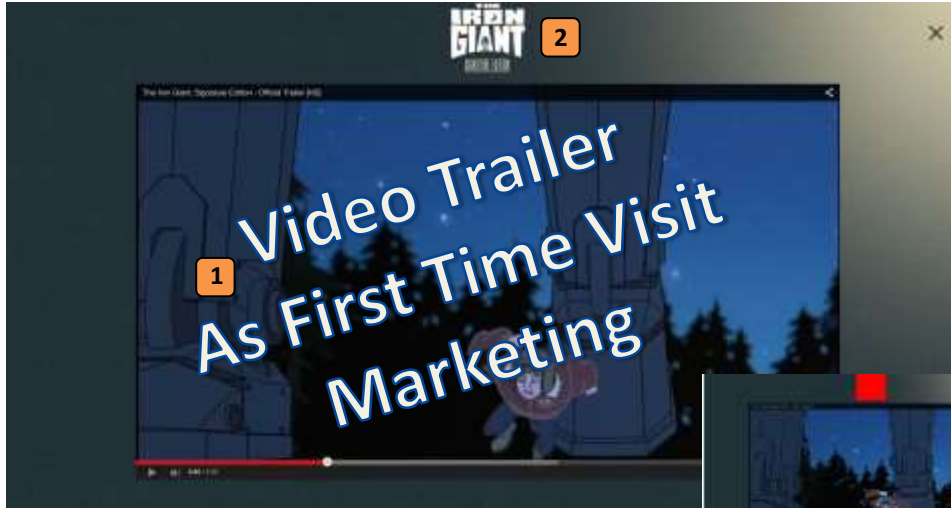 THE
IRON
GIANT
2
The Iron Giant: Signature Edition - Official Trailer [HD]
Video Trailer
1
As First Time Visit
Marketing